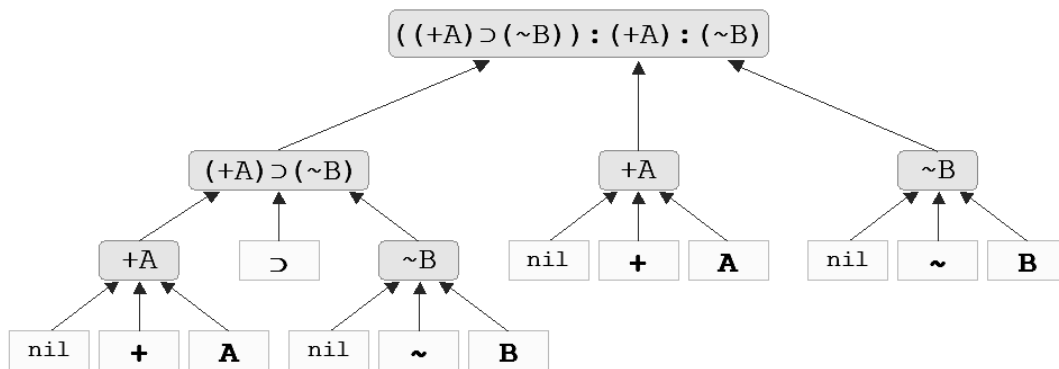 ((+A)⊃(~B)):(+A):(~B)
(+A)⊃(~B) +A ~B
+A ⊃ ~B nil + A nil ~ B
nil + A nil ~ B